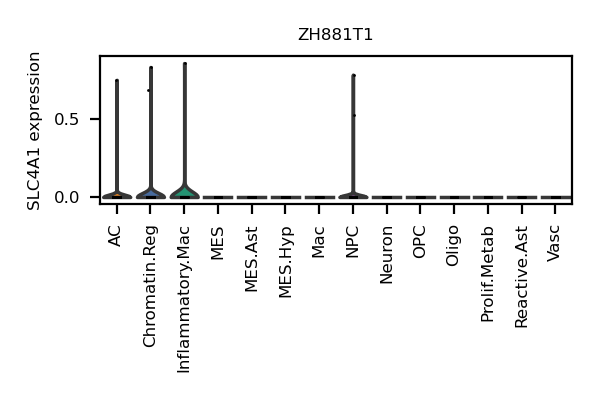 ZH881T1
SLC4A1 expression
0.5
0.0
AC
Chromatin.Reg
Inflammatory.Mac
MES
MES.Ast
MES.Hyp
Mac
NPC
Neuron
OPC
Oligo
Prolif.Metab
Reactive.Ast
Vasc